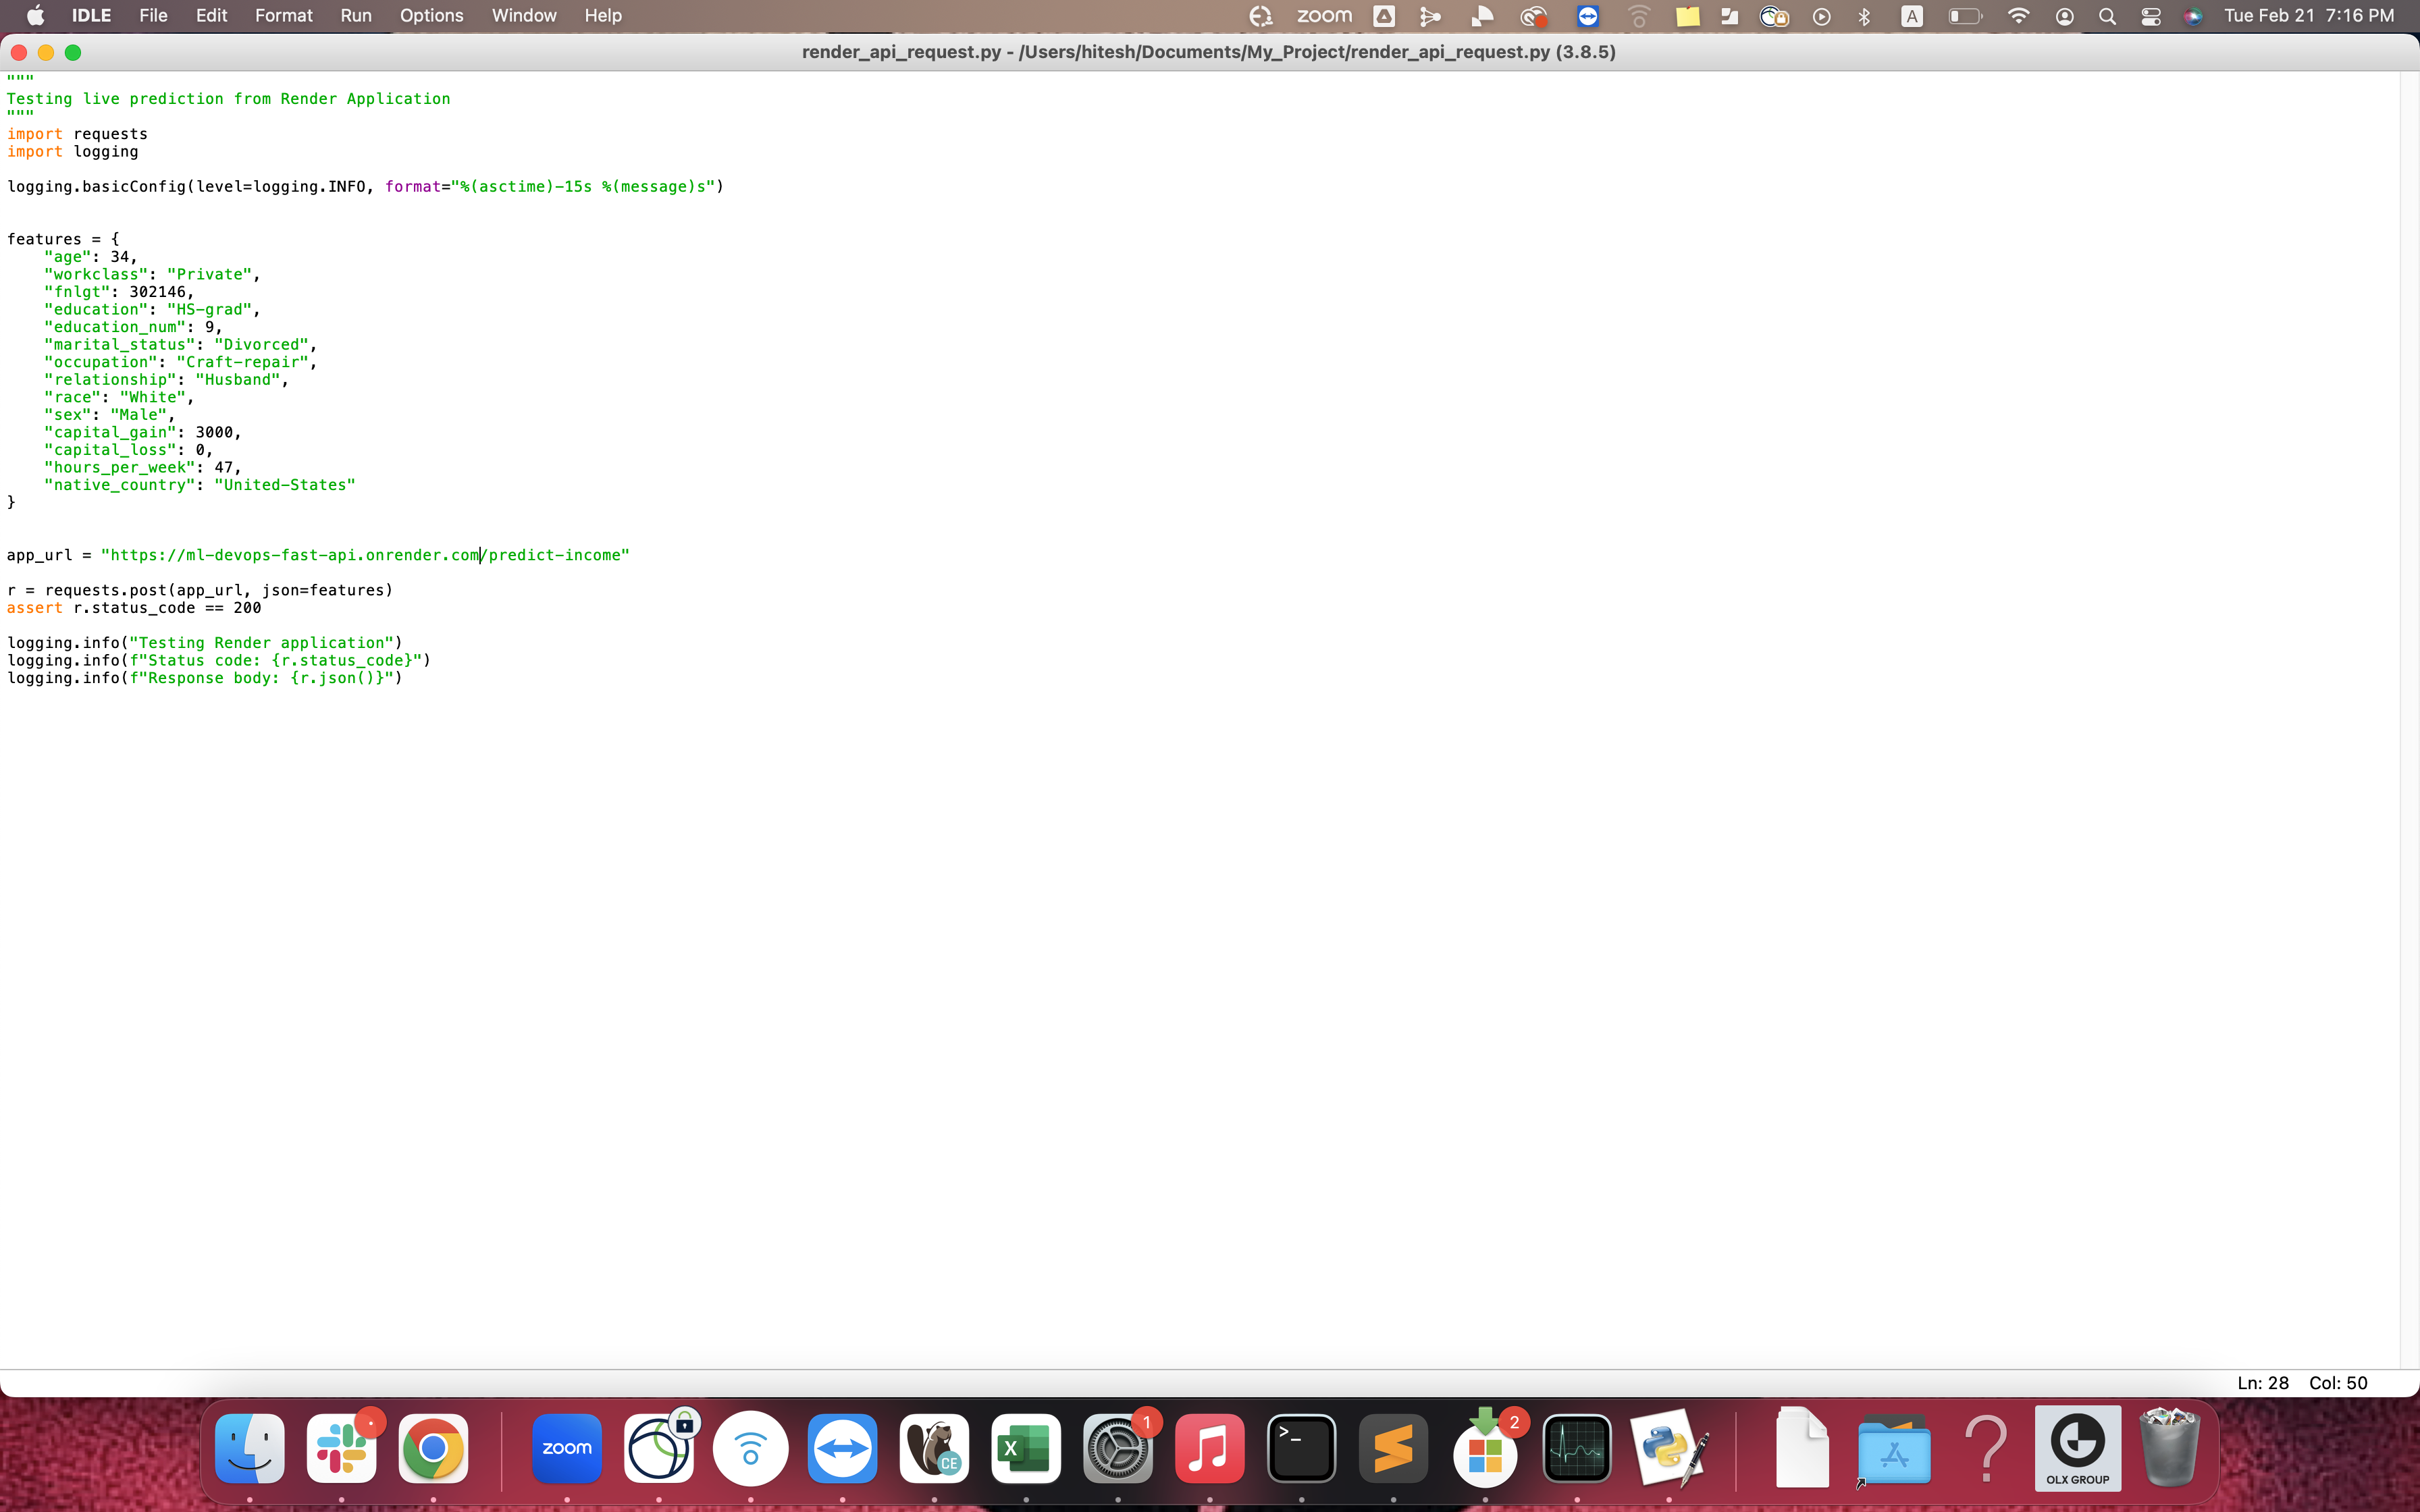 IDLE File Edit Format Run Options Window Help zoom A Tue Feb 21 7:16 PM
render_api_request.py - /Users/hitesh/Documents/My_Project/render_api_request.py (3.8.5)
"""
Testing live prediction from Render Application
"""
import requests
import logging
logging.basicConfig(level=logging.INFO, format="%(asctime)-15s %(message)s")
features = {
    "age": 34,
    "workclass": "Private",
    "fnlgt": 302146,
    "education": "HS-grad",
    "education_num": 9,
    "marital_status": "Divorced",
    "occupation": "Craft-repair",
    "relationship": "Husband",
    "race": "White",
    "sex": "Male",
    "capital_gain": 3000,
    "capital_loss": 0,
    "hours_per_week": 47,
    "native_country": "United-States"
}
app_url = "https://ml-devops-fast-api.onrender.com/predict-income"
r = requests.post(app_url, json=features)
assert r.status_code == 200
logging.info("Testing Render application")
logging.info(f"Status code: {r.status_code}")
logging.info(f"Response body: {r.json()}")
Ln: 28 Col: 50
zoom CE X 1 >_ 2 ? OLX GROUP